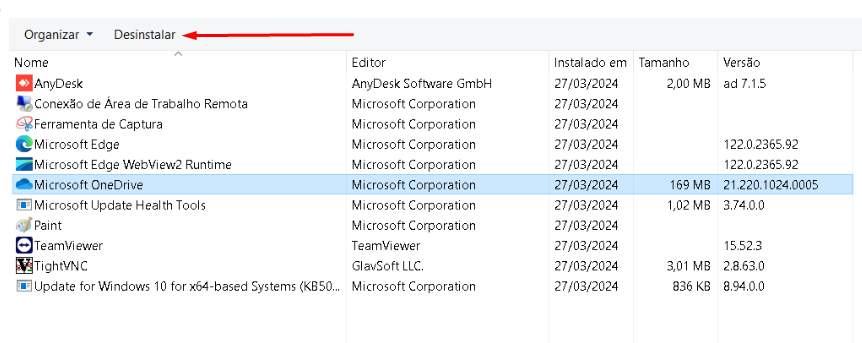 Organizar Desinstalar
Nome Editor Instalado em Tamanho Versão
AnyDesk AnyDesk Software GmbH 27/03/2024 2,00 MB ad 7.1.5
Conexão de Área de Trabalho Remota Microsoft Corporation 27/03/2024
Ferramenta de Captura Microsoft Corporation 27/03/2024
Microsoft Edge Microsoft Corporation 27/03/2024 122.0.2365.92
Microsoft Edge WebView2 Runtime Microsoft Corporation 27/03/2024 122.0.2365.92
Microsoft OneDrive Microsoft Corporation 27/03/2024 169 MB 21.220.1024.0005
Microsoft Update Health Tools Microsoft Corporation 27/03/2024 1,02 MB 3.74.0.0
Paint Microsoft Corporation 27/03/2024
TeamViewer TeamViewer 27/03/2024 15.52.3
TightVNC GlavSoft LLC. 27/03/2024 3,01 MB 2.8.63.0
Update for Windows 10 for x64-based Systems (KB50... Microsoft Corporation 27/03/2024 836 KB 8.94.0.0